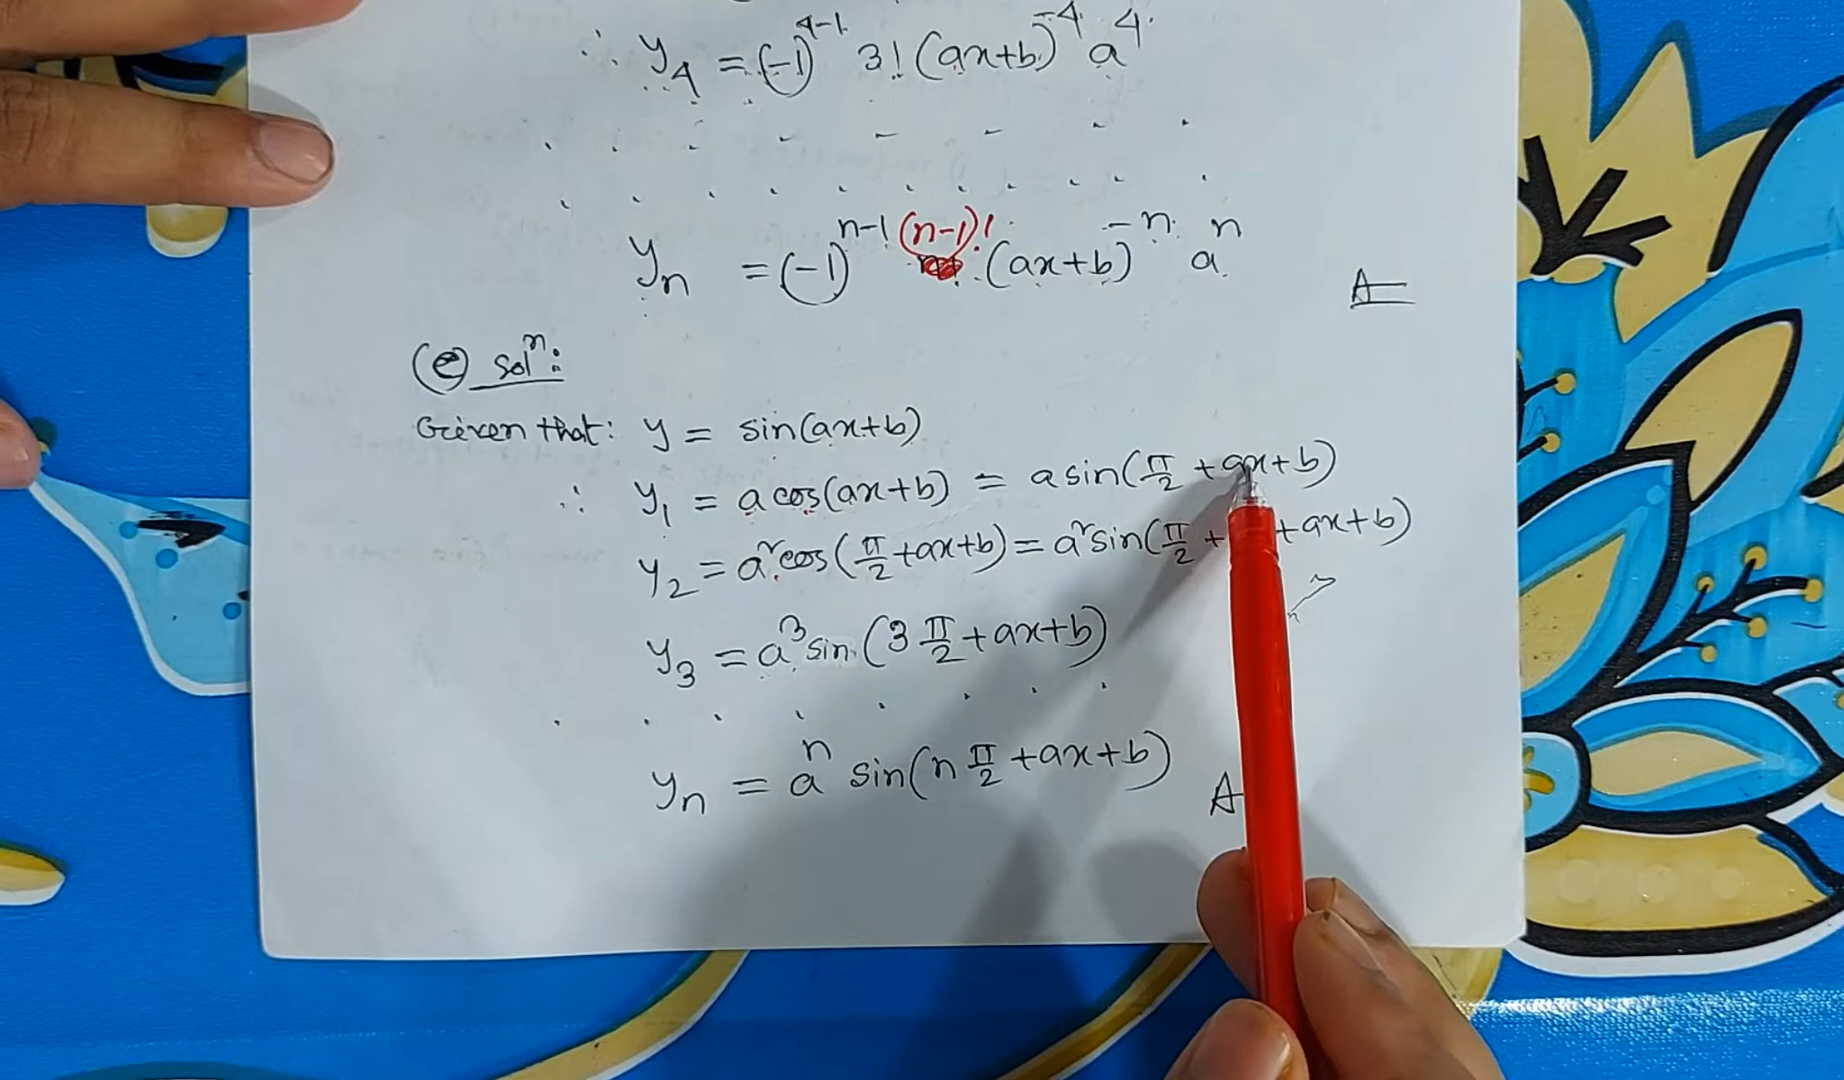 ∴ y₄ = (-1)⁴⁻¹ 3! (ax+b)⁻⁴ a⁴
yₙ = (-1)ⁿ⁻¹ (n-1)! (ax+b)⁻ⁿ aⁿ
A
(e) solⁿ:
Given that: y = sin(ax+b)
∴ y₁ = a cos(ax+b) = a sin(π/2 + ax+b)
y₂ = a² cos(π/2 + ax+b) = a² sin(π/2 + + ax+b)
y₃ = a³ sin(3 π/2 + ax+b)
yₙ = aⁿ sin(n π/2 + ax+b)
A